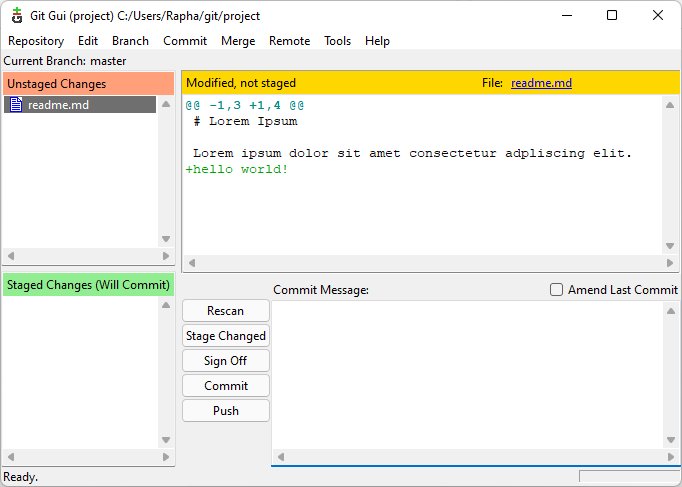 Git Gui (project) C:/Users/Rapha/git/project
Repository Edit Branch Commit Merge Remote Tools Help
Current Branch: master
Unstaged Changes
readme.md
Modified, not staged File: readme.md
@@ -1,3 +1,4 @@
# Lorem Ipsum
Lorem ipsum dolor sit amet consectetur adpliscing elit.
+hello world!
Staged Changes (Will Commit)
Commit Message: Amend Last Commit
Rescan
Stage Changed
Sign Off
Commit
Push
Ready.